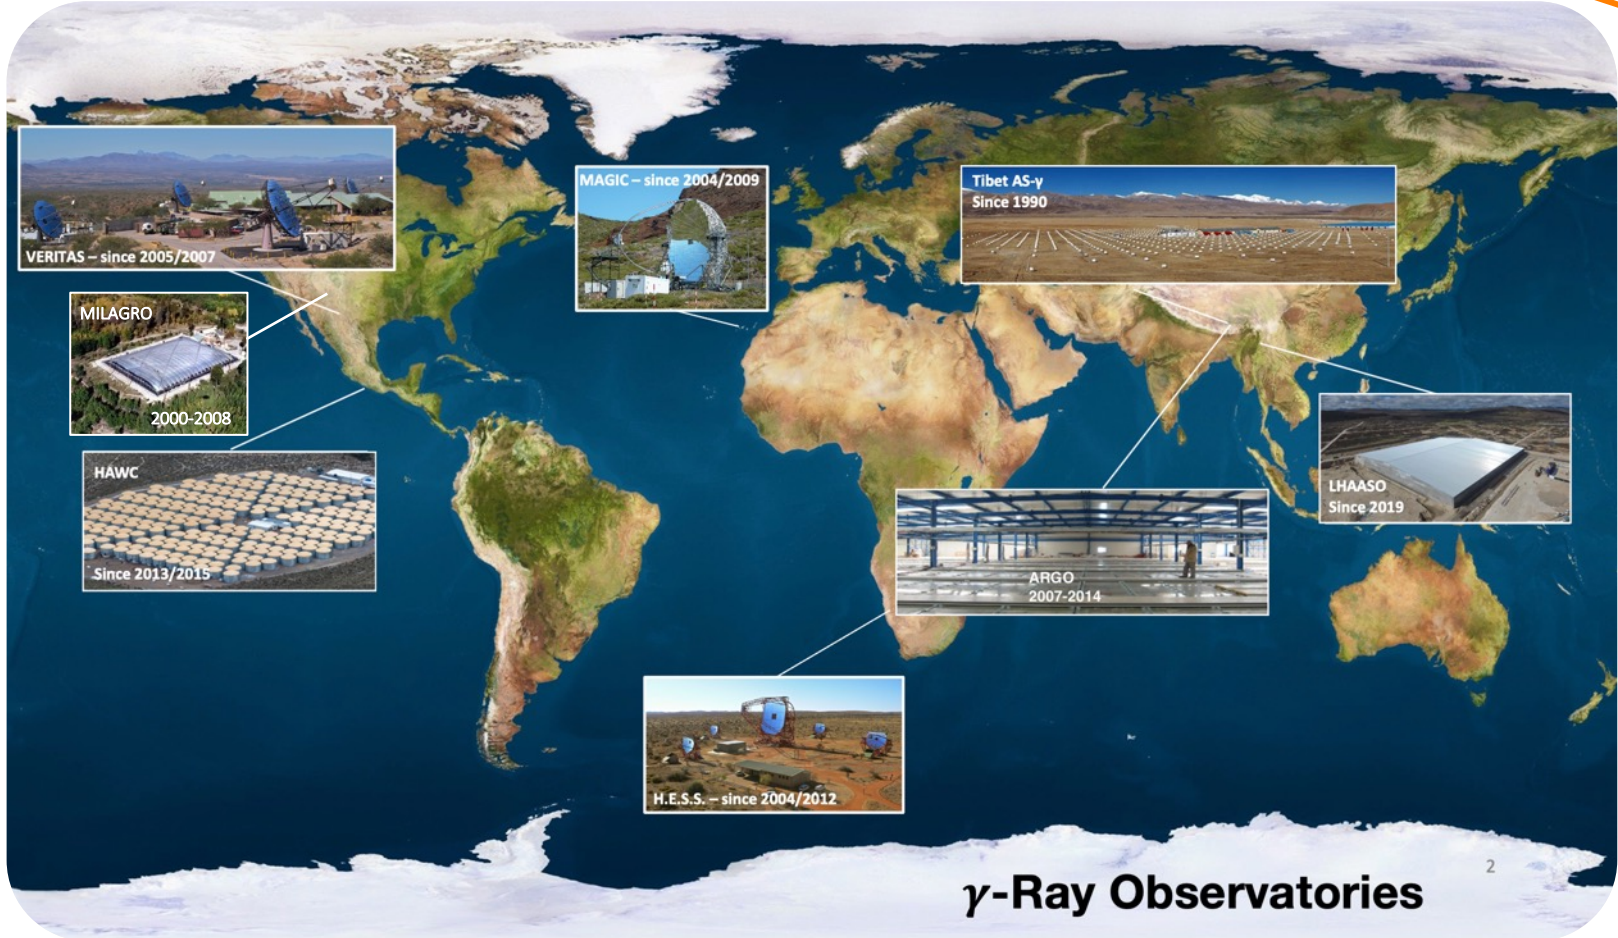 VERITAS – since 2005/2007
MILAGRO
2000-2008
HAWC
Since 2013/2015
MAGIC – since 2004/2009
Tibet AS-γ
Since 1990
LHAASO
Since 2019
ARGO
2007-2014
H.E.S.S. – since 2004/2012
2
γ-Ray Observatories